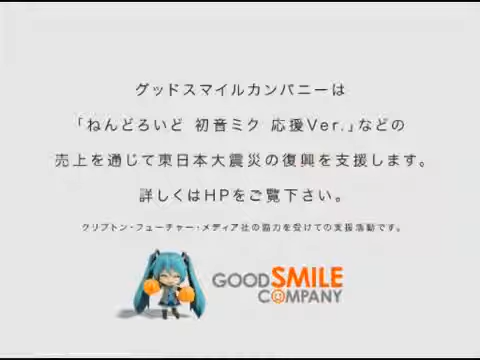 グッドスマイルカンパニーは
「ねんどろいど 初音ミク 応援Ver.」などの
売上を通じて東日本大震災の復興を支援します。
詳しくはHPをご覧下さい。
クリプトン・フューチャー・メディア社の協力を受けての支援活動です。
GOODSMILE
COMPANY